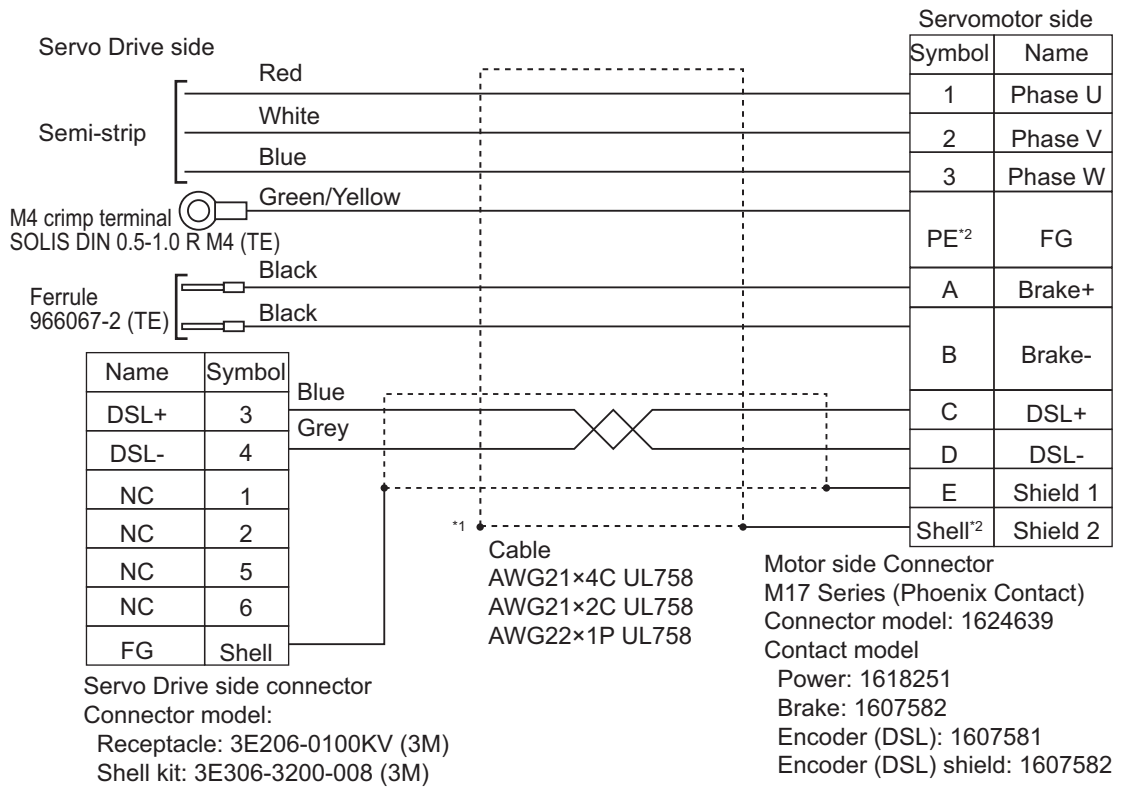 Servo Drive side
Servomotor side
Symbol Name
Red
1 Phase U
White
2 Phase V
Semi-strip
Blue
3 Phase W
Green/Yellow
M4 crimp terminal
SOLIS DIN 0.5-1.0 R M4 (TE)
PE*2 FG
Black
A Brake+
Ferrule
966067-2 (TE)
Black
B Brake-
Name Symbol
DSL+ 3
Blue
C DSL+
Grey
DSL- 4
D DSL-
NC 1
E Shield 1
NC 2
*1
Shell*2 Shield 2
NC 5
NC 6
FG Shell
Cable
AWG21×4C UL758
AWG21×2C UL758
AWG22×1P UL758
Servo Drive side connector
Connector model:
Receptacle: 3E206-0100KV (3M)
Shell kit: 3E306-3200-008 (3M)
Motor side Connector
M17 Series (Phoenix Contact)
Connector model: 1624639
Contact model
Power: 1618251
Brake: 1607582
Encoder (DSL): 1607581
Encoder (DSL) shield: 1607582